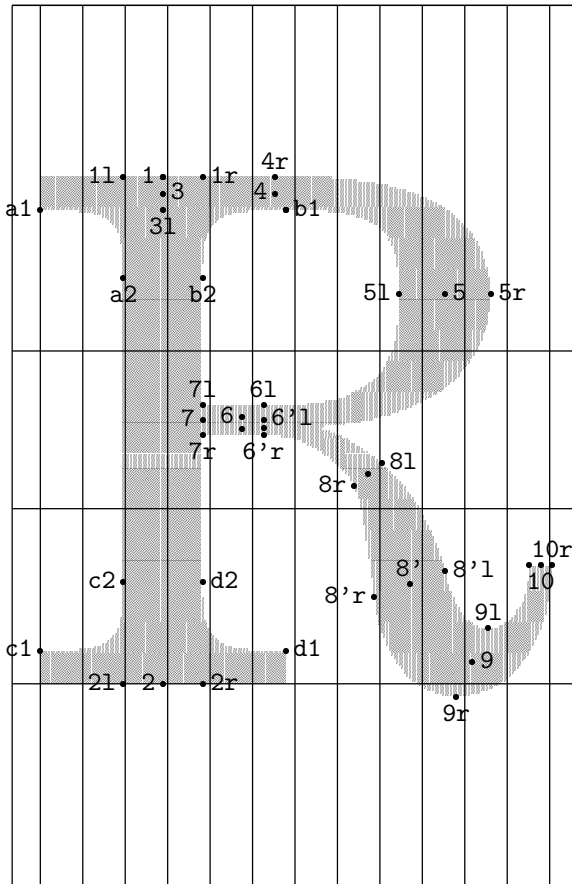 4r
1l 1 1r
3 4
a1 3l b1
a2 b2 5l 5 5r
7l 6l
7 6 6'l
7r 6'r
8l
8r
10r
c2 d2 8' 8'l 10
8'r
9l
c1 d1
9
2l 2 2r
9r